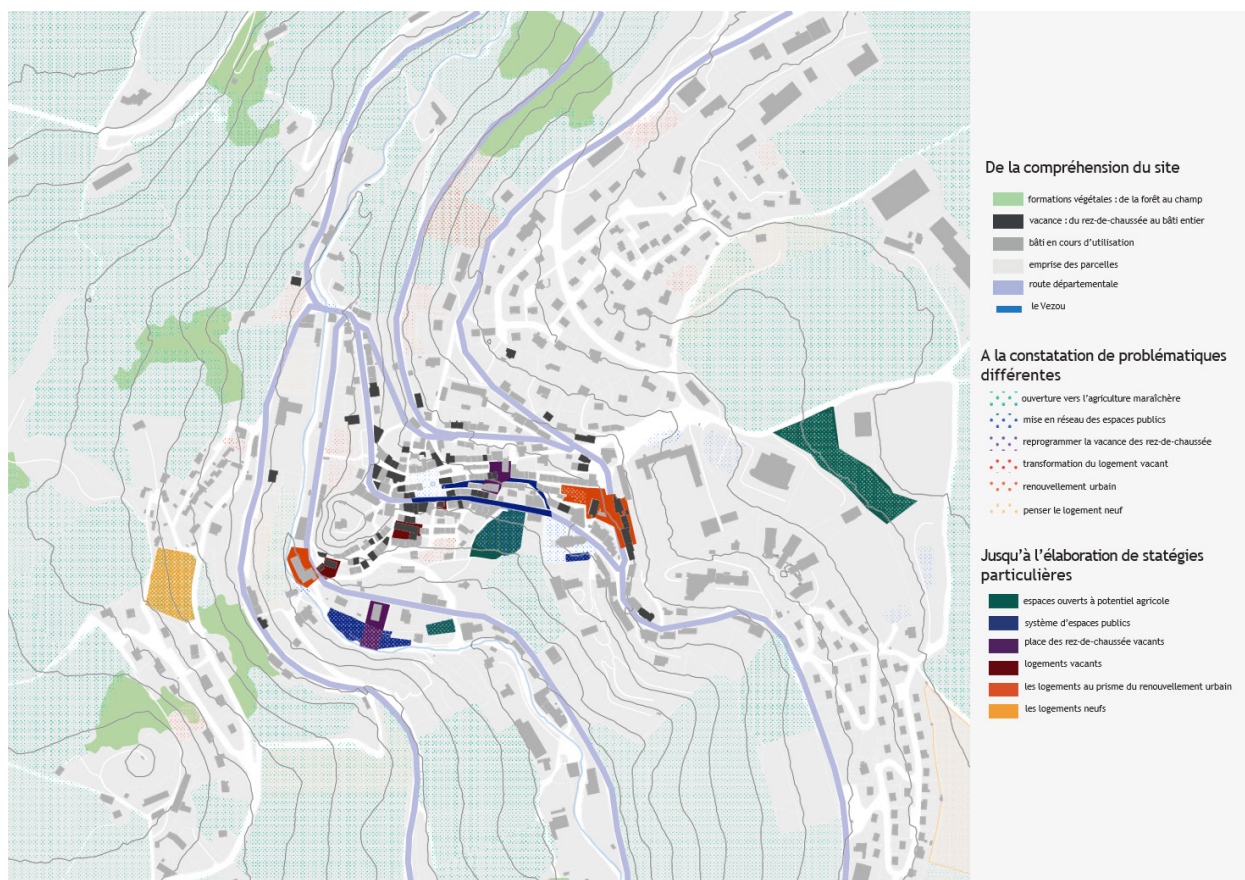 De la compréhension du site
formations végétales : de la forêt au champ
vacance : du rez-de-chaussée au bâti entier
bâti en cours d'utilisation
emprise des parcelles
route départementale
le Vezou
A la constatation de problématiques
différentes
ouverture vers l'agriculture maraîchère
mise en réseau des espaces publics
reprogrammer la vacance des rez-de-chaussée
transformation du logement vacant
renouvellement urbain
penser le logement neuf
Jusqu'à l'élaboration de statégies
particulières
espaces ouverts à potentiel agricole
système d'espaces publics
place des rez-de-chaussée vacants
logements vacants
les logements au prisme du renouvellement urbain
les logements neufs